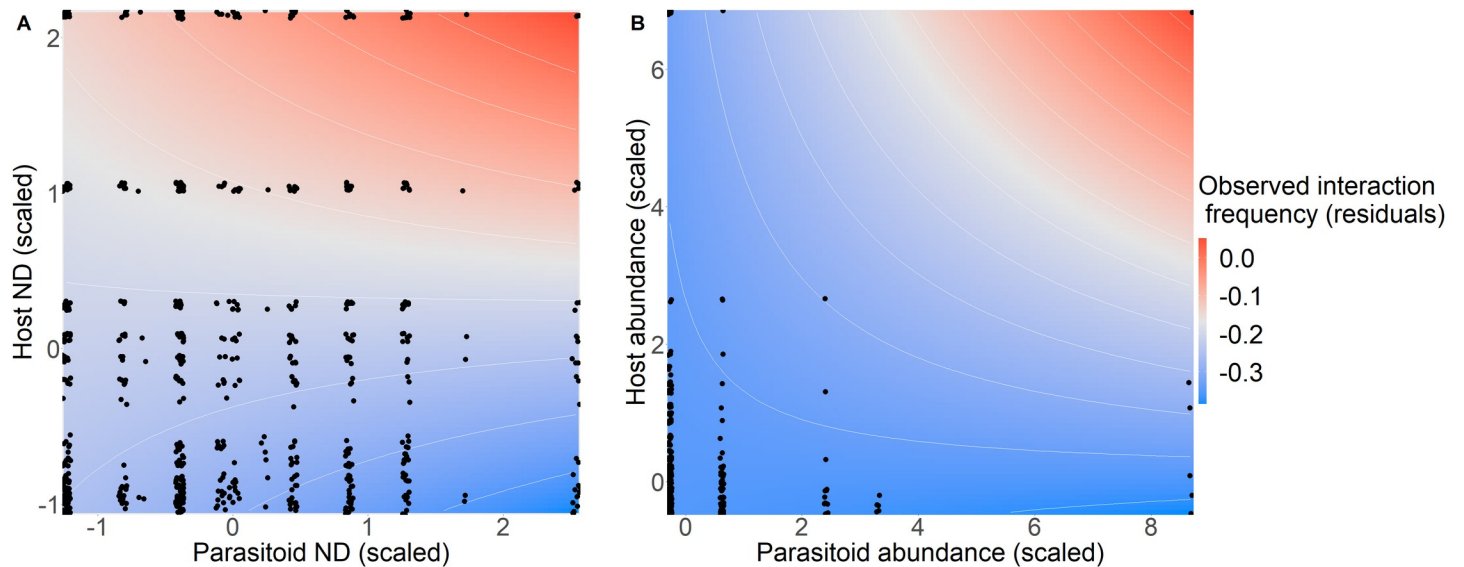 A
2
1
0
-1
-1
0
1
2
Host ND (scaled)
Parasitoid ND (scaled)
B
6
4
2
0
0
2
4
6
8
Host abundance (scaled)
Parasitoid abundance (scaled)
Observed interaction
frequency (residuals)
0.0
-0.1
-0.2
-0.3